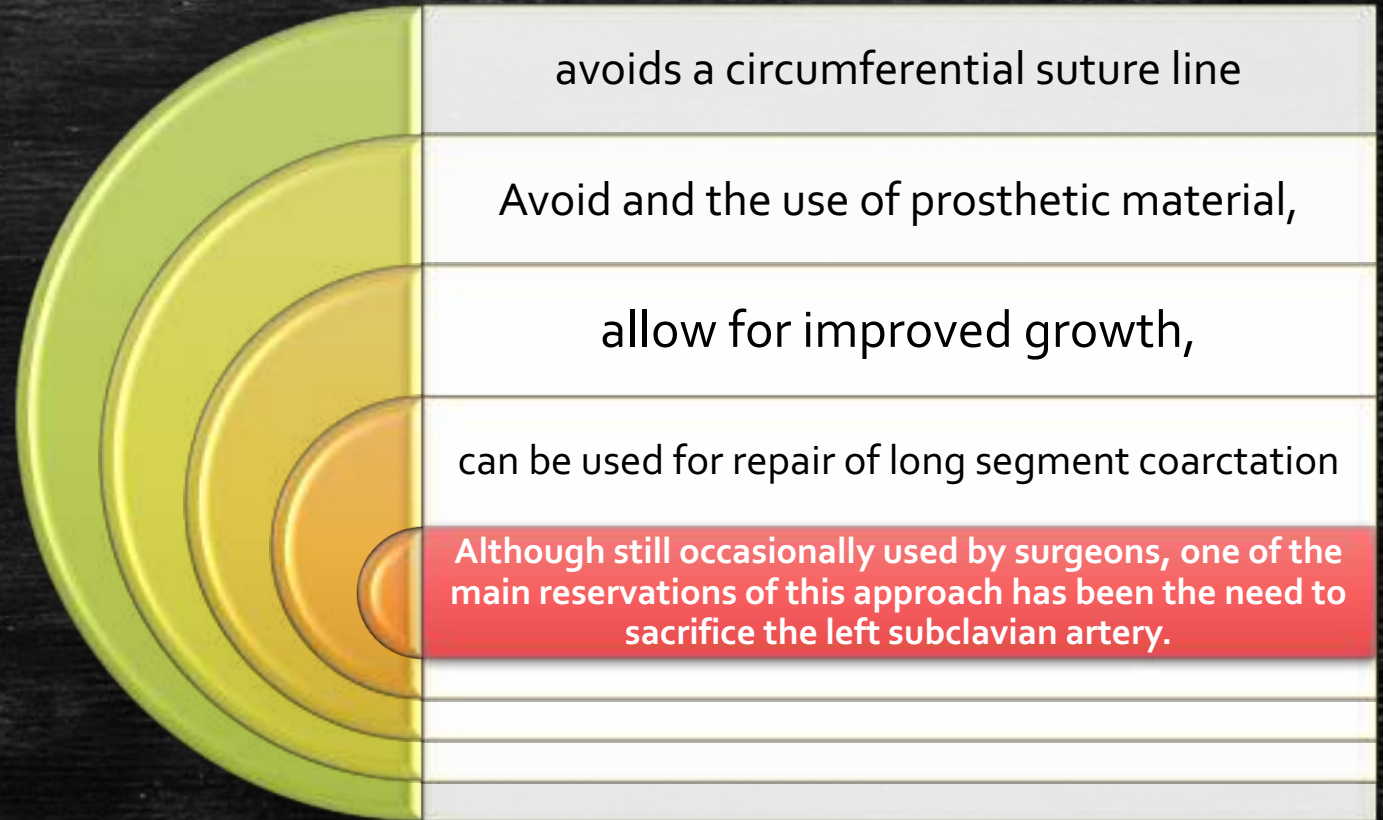 avoids a circumferential suture line
Avoid and the use of prosthetic material,
allow for improved growth,
can be used for repair of long segment coarctation
Although still occasionally used by surgeons, one of the
main reservations of this approach has been the need to
sacrifice the left subclavian artery.